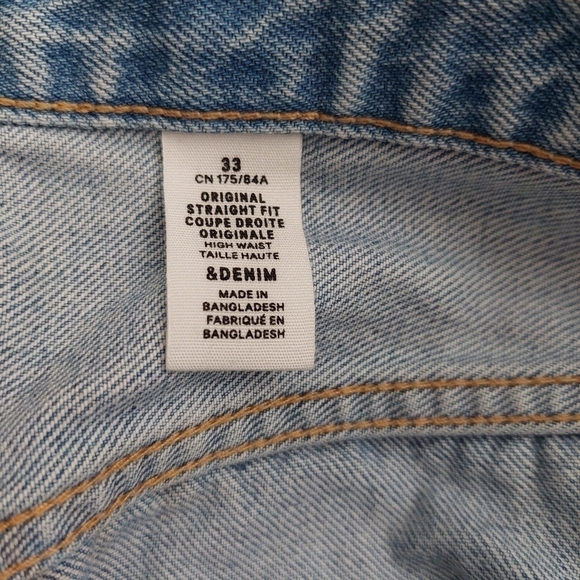 33
CN 175/84A
ORIGINAL
STRAIGHT FIT
COUPE DROITE
ORIGINALE
HIGH WAIST
TAILLE HAUTE
&DENIM
MADE IN
BANGLADESH
FABRIQUÉ EN
BANGLADESH